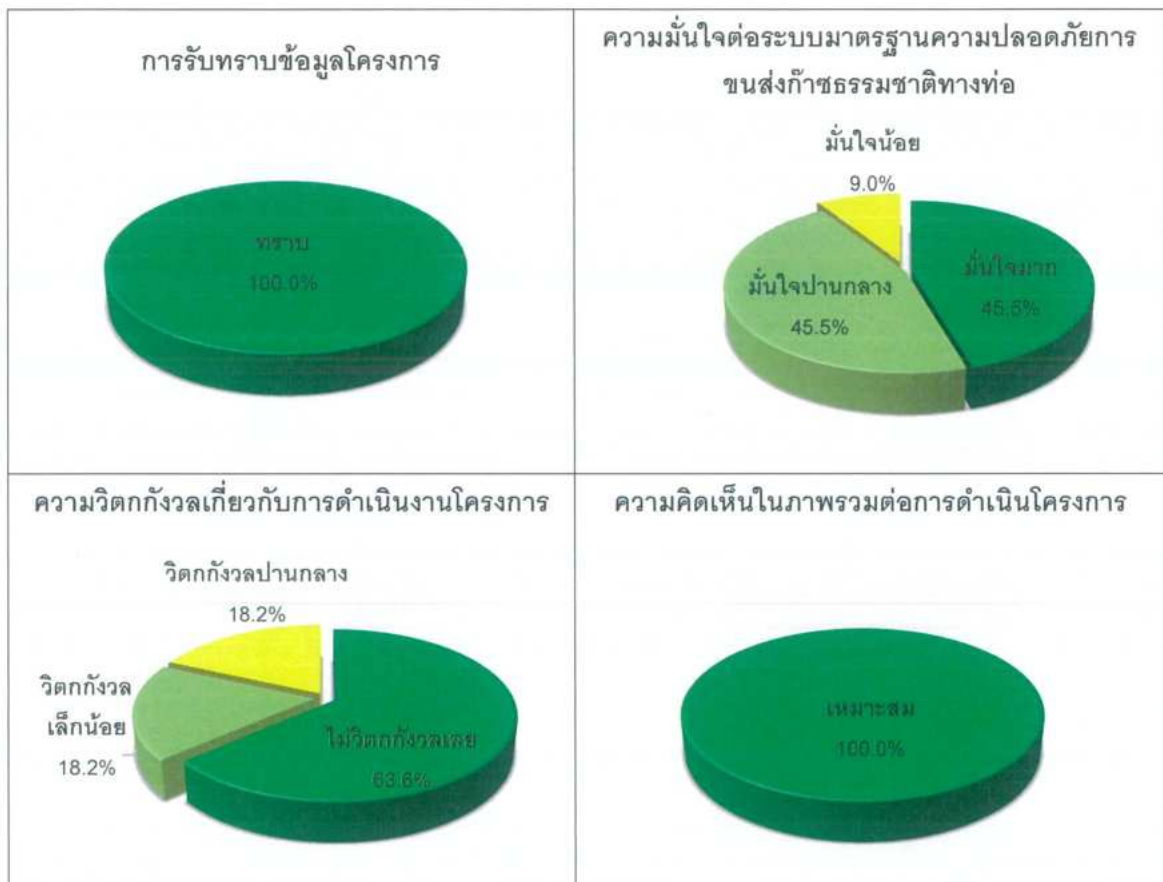 การรับทราบข้อมูลโครงการ
ทราบ
100.0%
ความมั่นใจต่อระบบมาตรฐานความปลอดภัยการ
ขนส่งก๊าซธรรมชาติทางท่อ
มั่นใจน้อย
9.0%
มั่นใจมาก
45.5%
มั่นใจปานกลาง
45.5%
ความวิตกกังวลเกี่ยวกับการดำเนินงานโครงการ
วิตกกังวลปานกลาง
18.2%
วิตกกังวล
เล็กน้อย
18.2%
ไม่วิตกกังวลเลย
63.6%
ความคิดเห็นในภาพรวมต่อการดำเนินโครงการ
เหมาะสม
100.0%